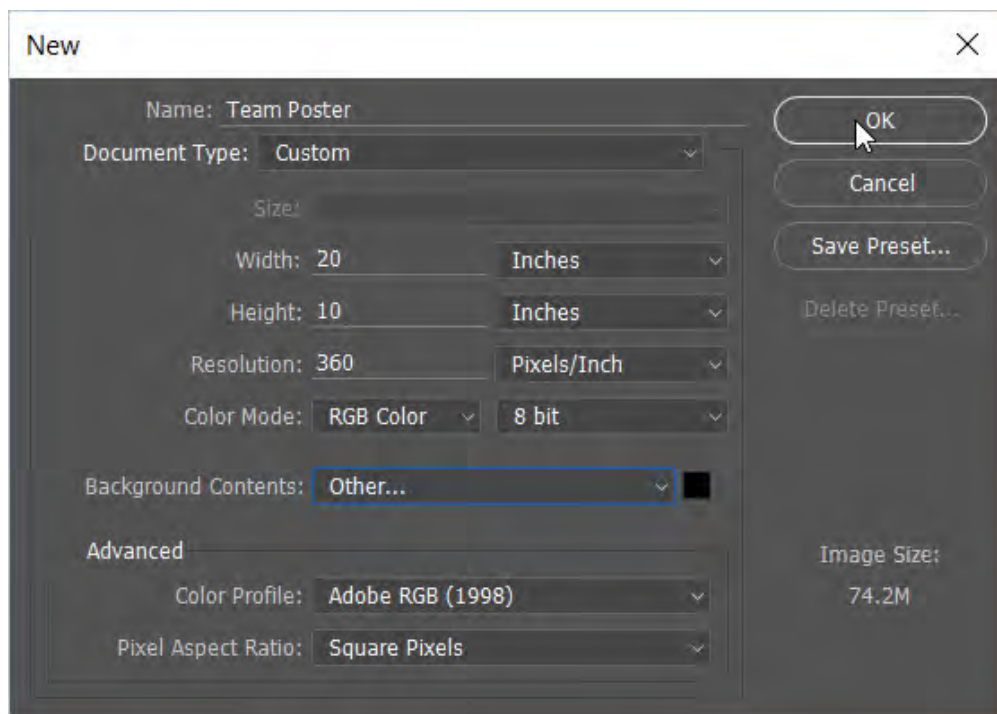 New
Name: Team Poster
OK
Document Type: Custom
Cancel
Size:
Width: 20 Inches
Save Preset...
Height: 10 Inches
Delete Preset...
Resolution: 360 Pixels/Inch
Color Mode: RGB Color 8 bit
Background Contents: Other...
Advanced
Image Size:
Color Profile: Adobe RGB (1998)
74.2M
Pixel Aspect Ratio: Square Pixels